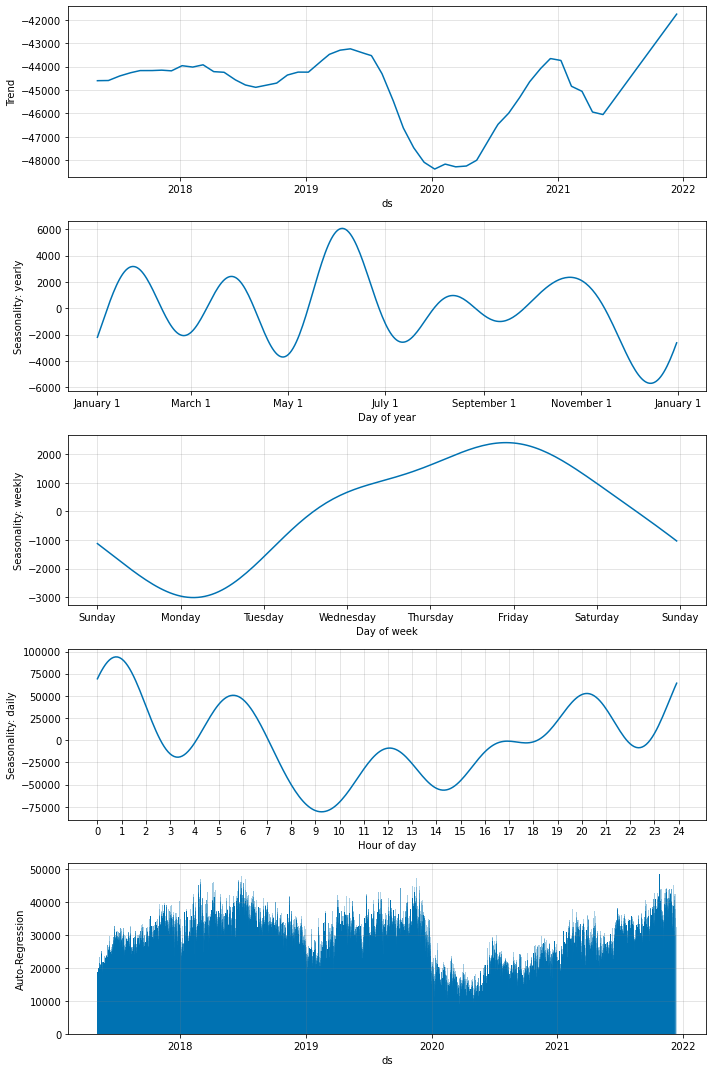 −42000
−43000
−44000
−45000
−46000
−47000
−48000
Trend
2018 2019 2020 2021 2022
ds
6000
4000
2000
0
−2000
−4000
−6000
Seasonality: yearly
January 1 March 1 May 1 July 1 September 1 November 1 January 1
Day of year
2000
1000
0
−1000
−2000
−3000
Seasonality: weekly
Sunday Monday Tuesday Wednesday Thursday Friday Saturday Sunday
Day of week
100000
75000
50000
25000
0
−25000
−50000
−75000
Seasonality: daily
0 1 2 3 4 5 6 7 8 9 10 11 12 13 14 15 16 17 18 19 20 21 22 23 24
Hour of day
50000
40000
30000
20000
10000
0
Auto-Regression
2018 2019 2020 2021 2022
ds